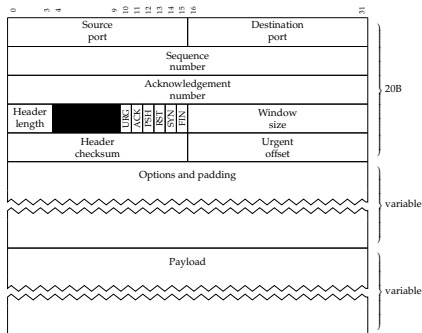 0 3 4 9 10 11 12 13 14 15 16 31
Source Destination
port port
Sequence
number
Acknowledgement
number
20B
Header URG ACK PSH RST SYN FIN Window
length size
Header Urgent
checksum offset
Options and padding
variable
Payload
variable